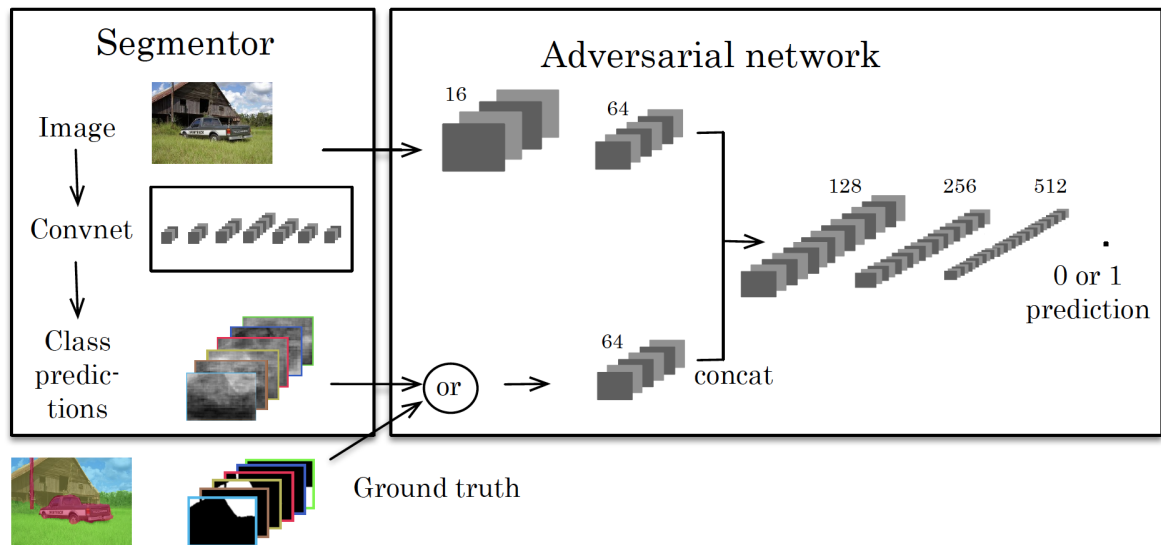 Segmentor
Image
Convnet
Class
predic-
tions
Adversarial network
16
64
128
256
512
64
concat
or
0 or 1
prediction
Ground truth